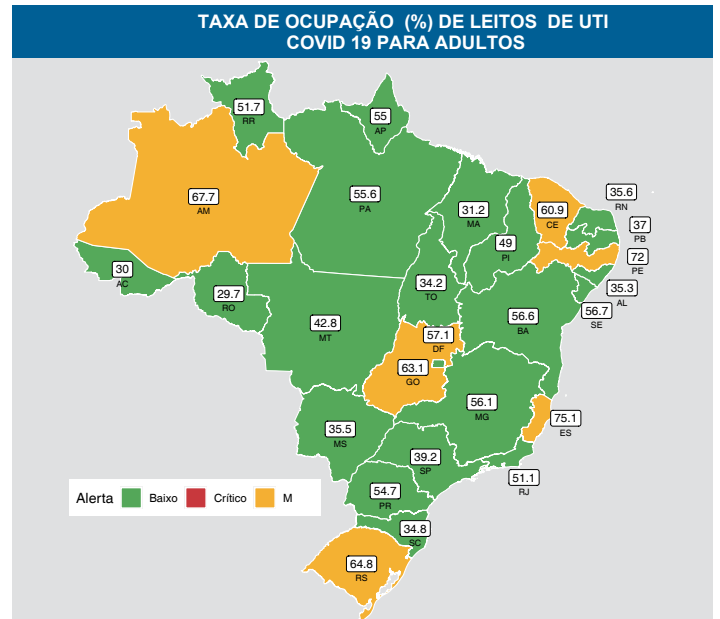 TAXA DE OCUPAÇÃO (%) DE LEITOS DE UTI
COVID 19 PARA ADULTOS
51.7
RR
55
AP
67.7
AM
55.6
PA
31.2
MA
60.9
CE
35.6
RN
37
PB
49
PI
72
PE
30
AC
29.7
RO
34.2
TO
35.3
AL
56.7
SE
42.8
MT
56.6
BA
57.1
DF
63.1
GO
56.1
MG
75.1
ES
35.5
MS
39.2
SP
51.1
RJ
54.7
PR
34.8
SC
64.8
RS
Alerta Baixo Crítico M